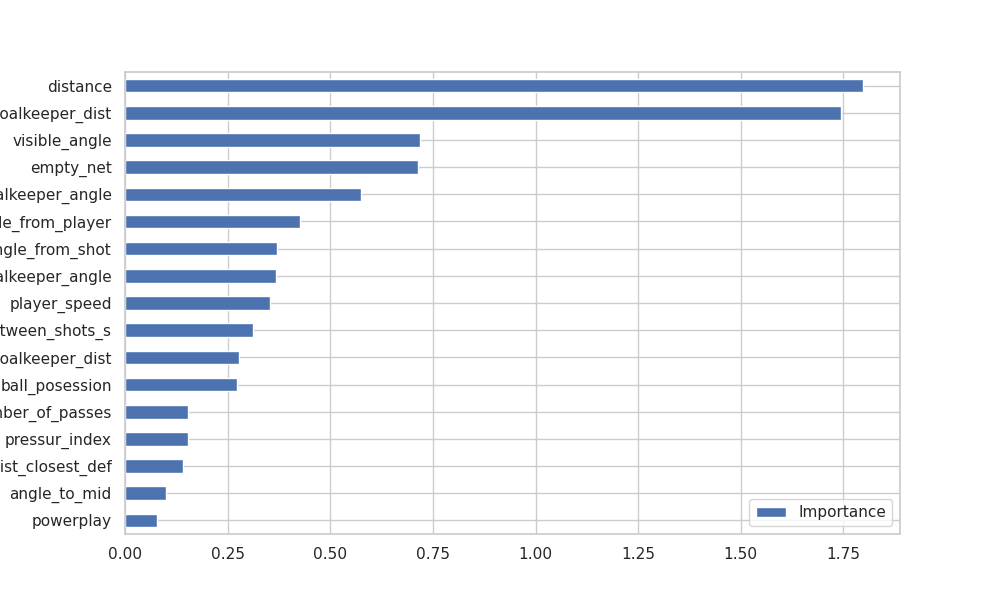 distance
oalkeeper_dist
visible_angle
empty_net
alkeeper_angle
le_from_player
ngle_from_shot
alkeeper_angle
player_speed
tween_shots_s
oalkeeper_dist
ball_posession
nber_of_passes
pressur_index
ist_closest_def
angle_to_mid
powerplay
Importance
0.00 0.25 0.50 0.75 1.00 1.25 1.50 1.75